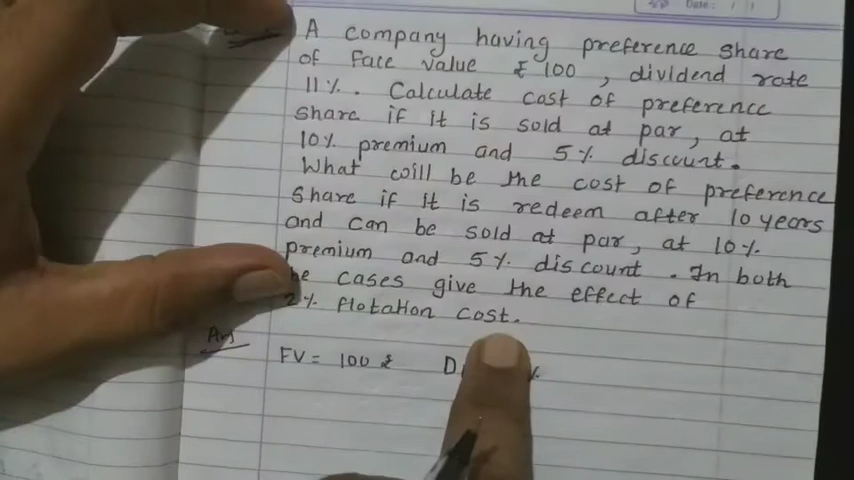 Date: / /
A company having preference share
of Face value ₹ 100 , dividend rate
11%. Calculate cost of preference
share if it is sold at par, at
10% premium and 5% discount.
What will be the cost of preference
share if it is redeem after 10 years
and can be sold at par, at 10%
premium and 5% discount. In both
he cases give the effect of
2% flotation cost.
Ans
FV = 100 ₹ D